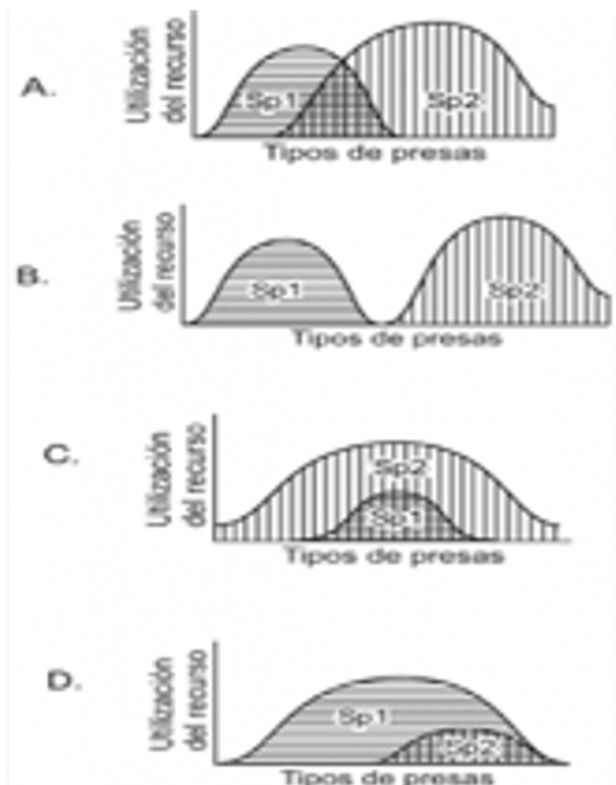 A.
Utilización
del recurso
Sp1
Sp2
Tipos de presas
B.
Utilización
del recurso
Sp1
Sp2
Tipos de presas
C.
Utilización
del recurso
Sp2
Sp1
Tipos de presas
D.
Utilización
del recurso
Sp1
Sp2
Tipos de presas